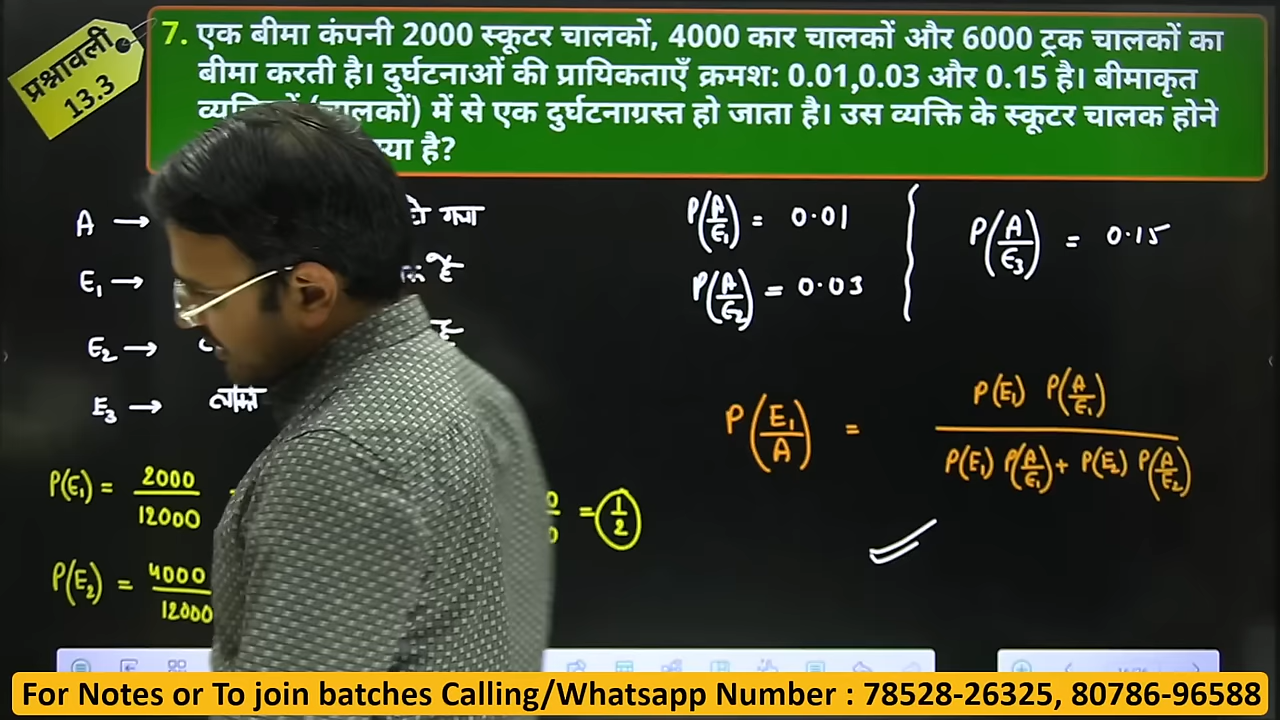 प्रश्नावली
13.3
7. एक बीमा कंपनी 2000 स्कूटर चालकों, 4000 कार चालकों और 6000 ट्रक चालकों का
बीमा करती है। दुर्घटनाओं की प्रायिकताएँ क्रमश: 0.01,0.03 और 0.15 है। बीमाकृत
में से एक दुर्घटनाग्रस्त हो जाता है। उस व्यक्ति के स्कूटर चालक होने
है?
A →
E₁ →
E₂ →
E₃ →
P(A/E₁) = 0.01
P(A/E₂) = 0.03
P(A/E₃) = 0.15
P(E₁/A) = P(E₁) P(A/E₁)
P(E₁) P(A/E₁) + P(E₂) P(A/E₂)
P(E₁) = 2000/12000
= 1/2
P(E₂) = 4000/12000
For Notes or To join batches Calling/Whatsapp Number : 78528-26325, 80786-96588